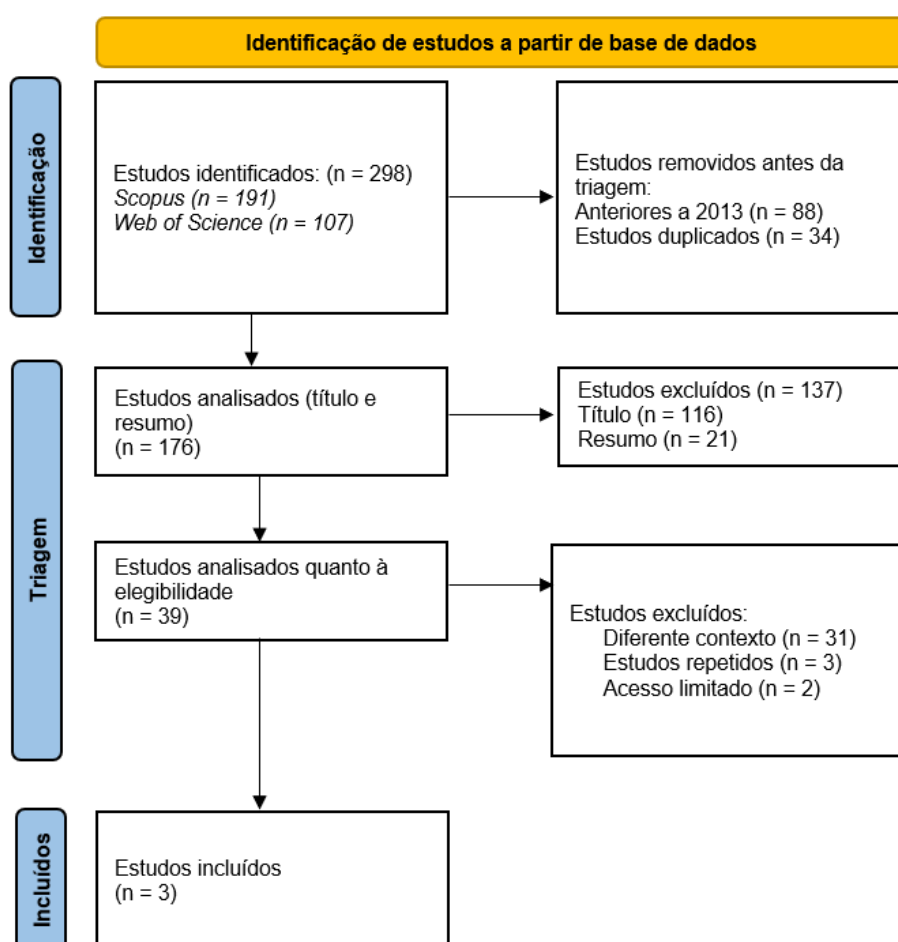 Identificação de estudos a partir de base de dados
Identificação
Estudos identificados: (n = 298)
Scopus (n = 191)
Web of Science (n = 107)
Estudos removidos antes da
triagem:
Anteriores a 2013 (n = 88)
Estudos duplicados (n = 34)
Triagem
Estudos analisados (título e
resumo)
(n = 176)
Estudos excluídos (n = 137)
Título (n = 116)
Resumo (n = 21)
Estudos analisados quanto à
elegibilidade
(n = 39)
Estudos excluídos:
Diferente contexto (n = 31)
Estudos repetidos (n = 3)
Acesso limitado (n = 2)
Incluídos
Estudos incluídos
(n = 3)